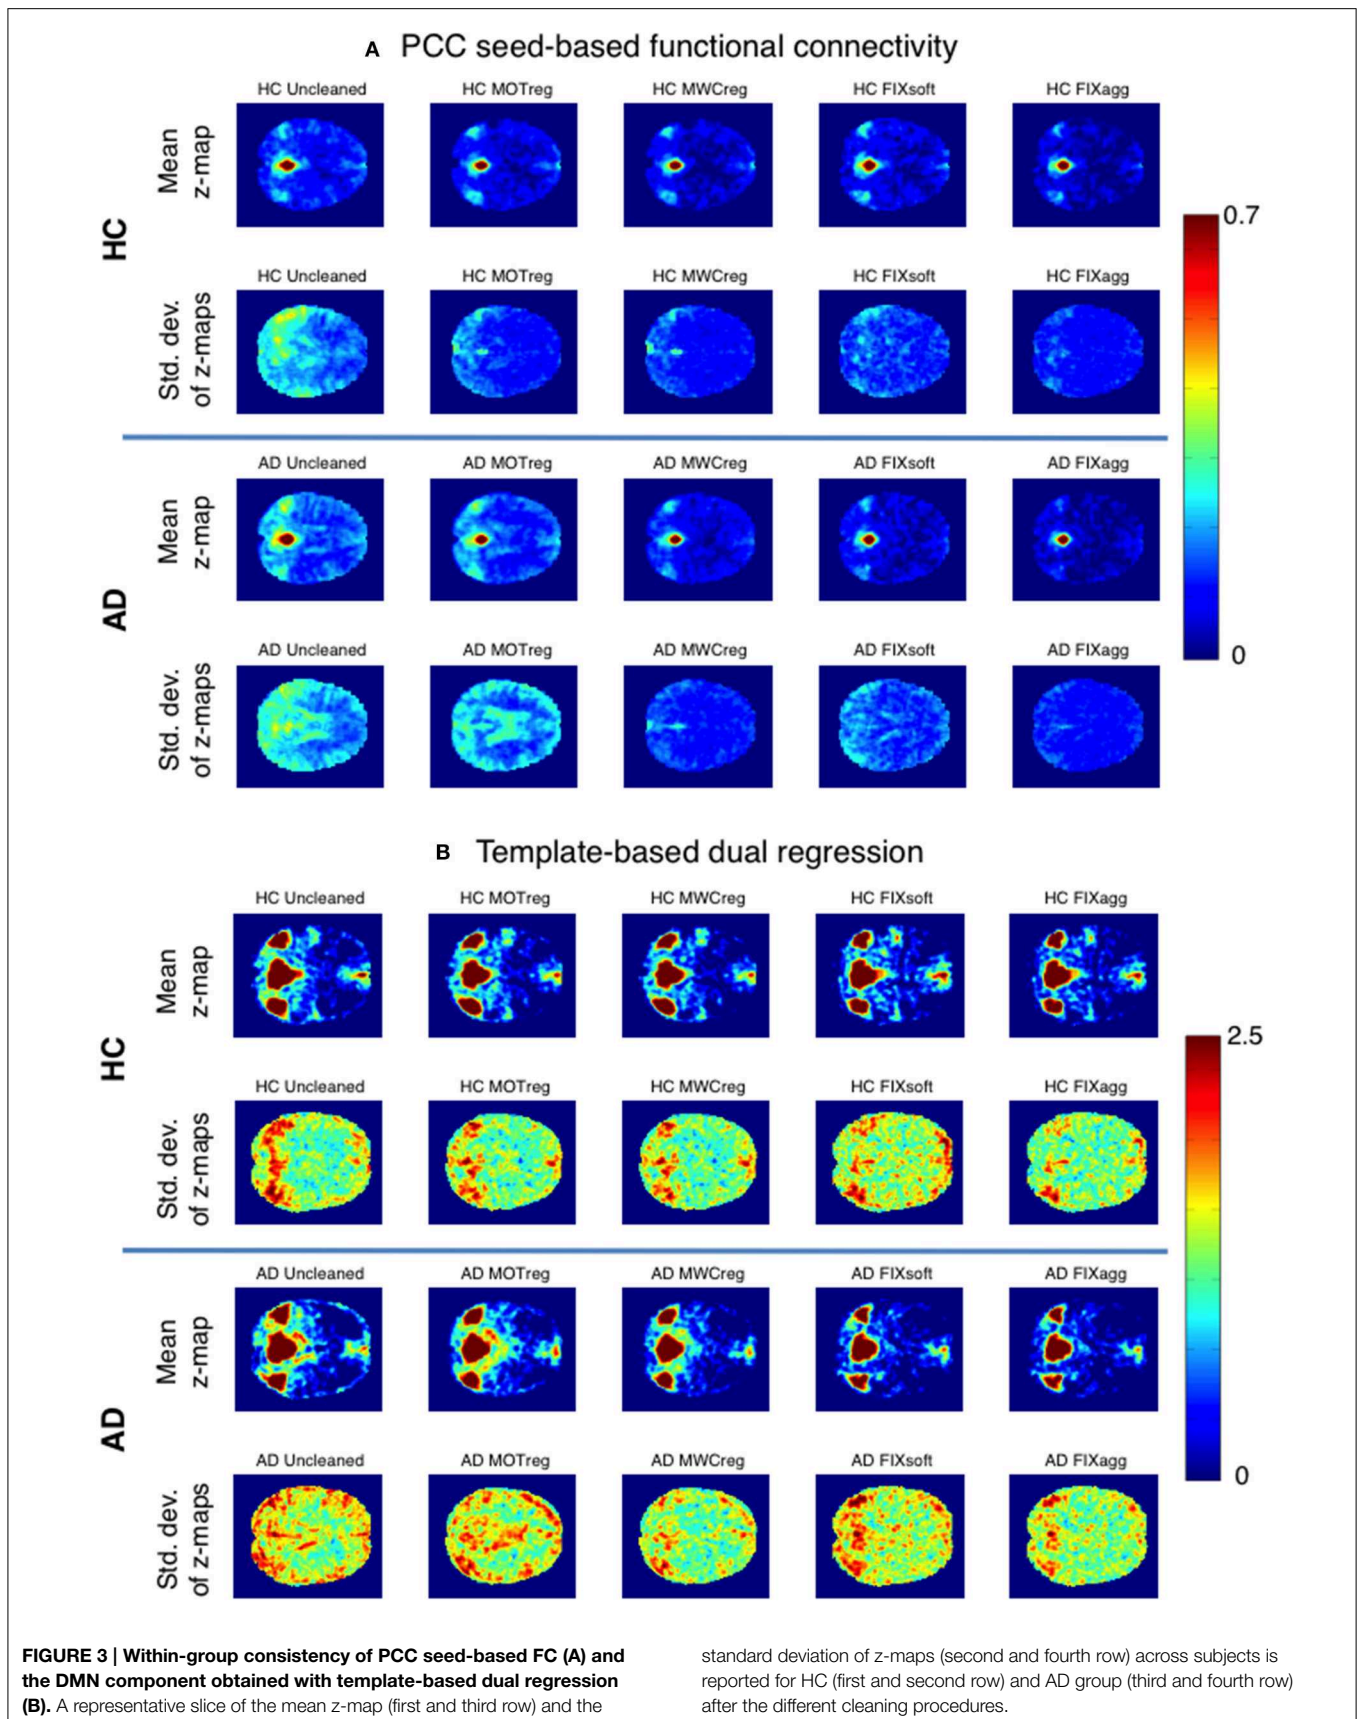 A PCC seed-based functional connectivity
HC Uncleaned HC MOTreg HC MWCreg HC FIXsoft HC FIXagg
Mean
z-map
HC
HC Uncleaned HC MOTreg HC MWCreg HC FIXsoft HC FIXagg
Std. dev.
of z-maps
0.7
AD Uncleaned AD MOTreg AD MWCreg AD FIXsoft AD FIXagg
Mean
z-map
AD
AD Uncleaned AD MOTreg AD MWCreg AD FIXsoft AD FIXagg
Std. dev.
of z-maps
0
B Template-based dual regression
HC Uncleaned HC MOTreg HC MWCreg HC FIXsoft HC FIXagg
Mean
z-map
HC
HC Uncleaned HC MOTreg HC MWCreg HC FIXsoft HC FIXagg
Std. dev.
of z-maps
2.5
AD Uncleaned AD MOTreg AD MWCreg AD FIXsoft AD FIXagg
Mean
z-map
AD
AD Uncleaned AD MOTreg AD MWCreg AD FIXsoft AD FIXagg
Std. dev.
of z-maps
0
FIGURE 3 | Within-group consistency of PCC seed-based FC (A) and
the DMN component obtained with template-based dual regression
(B). A representative slice of the mean z-map (first and third row) and the
standard deviation of z-maps (second and fourth row) across subjects is
reported for HC (first and second row) and AD group (third and fourth row)
after the different cleaning procedures.